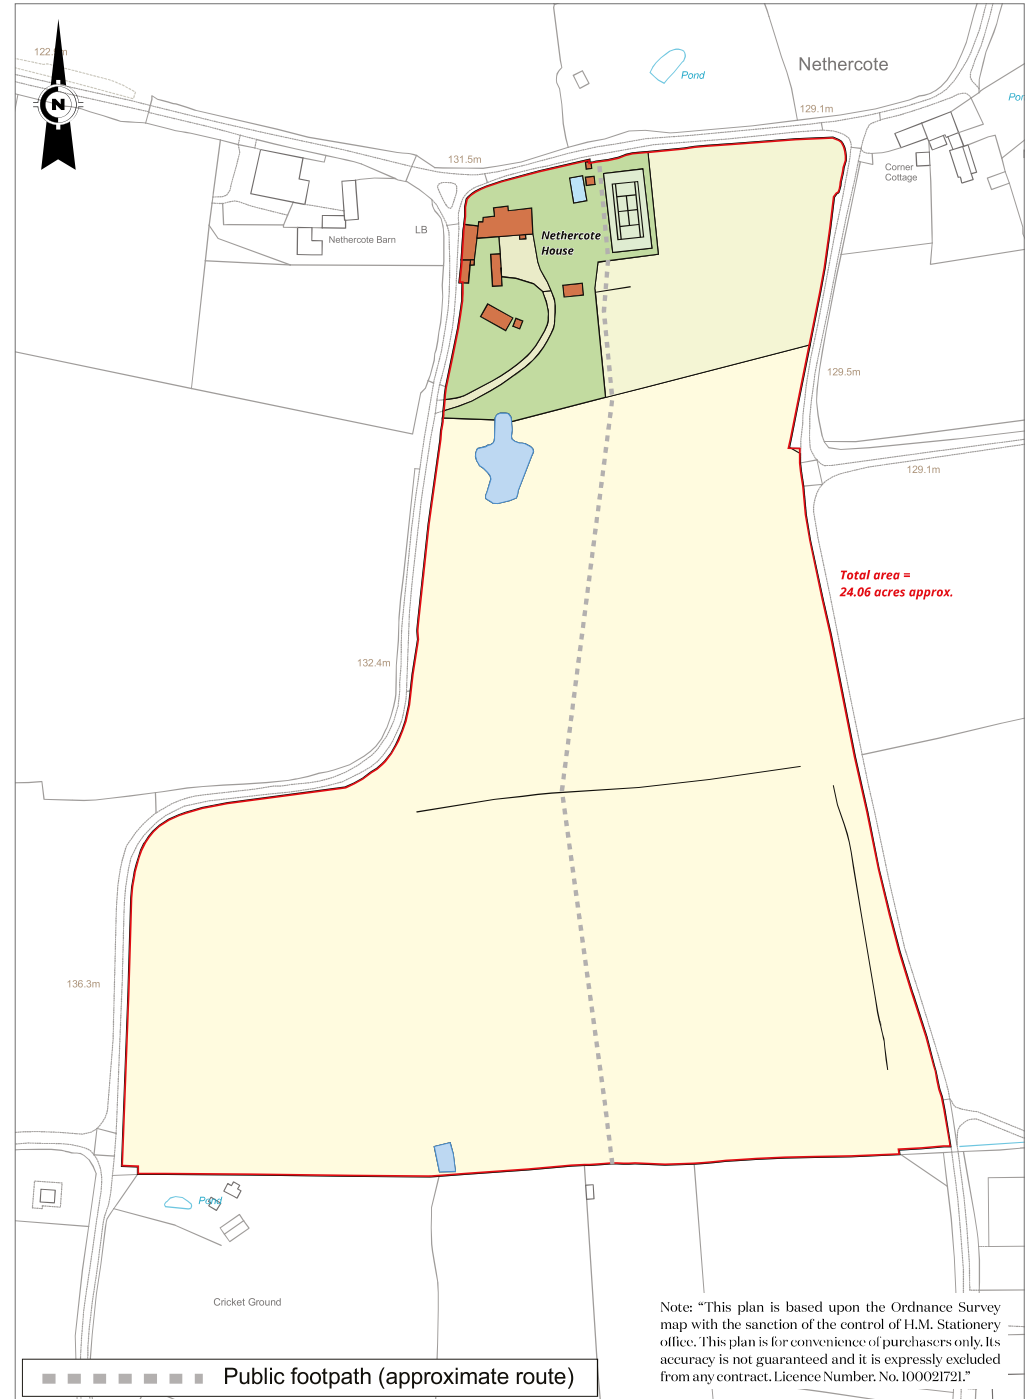 122.
N
Pond
Nethercote
129.1m
131.5m
Corner
Cottage
LB
Nethercote Barn
Nethercote
House
129.5m
129.1m
Total area =
24.06 acres approx.
132.4m
136.3m
Pond
Cricket Ground
Note: “This plan is based upon the Ordnance Survey
map with the sanction of the control of H.M. Stationery
office. This plan is for convenience of purchasers only. Its
accuracy is not guaranteed and it is expressly excluded
from any contract. Licence Number. No. 100021721.”
Public footpath (approximate route)